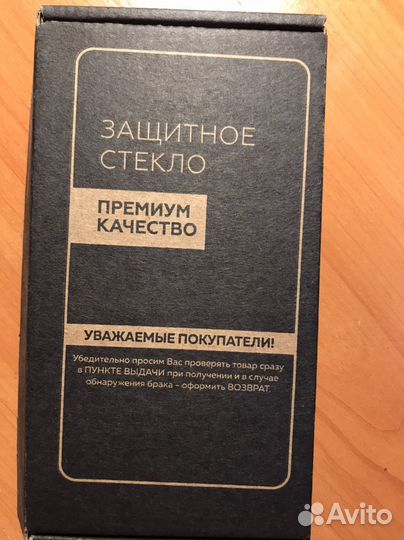 ЗАЩИТНОЕ
СТЕКЛО
ПРЕМИУМ
КАЧЕСТВО
УВАЖАЕМЫЕ ПОКУПАТЕЛИ!
Убедительно просим Вас проверять товар сразу
в ПУНКТЕ ВЫДАЧИ при получении и в случае
обнаружения брака - оформить ВОЗВРАТ.
Avito